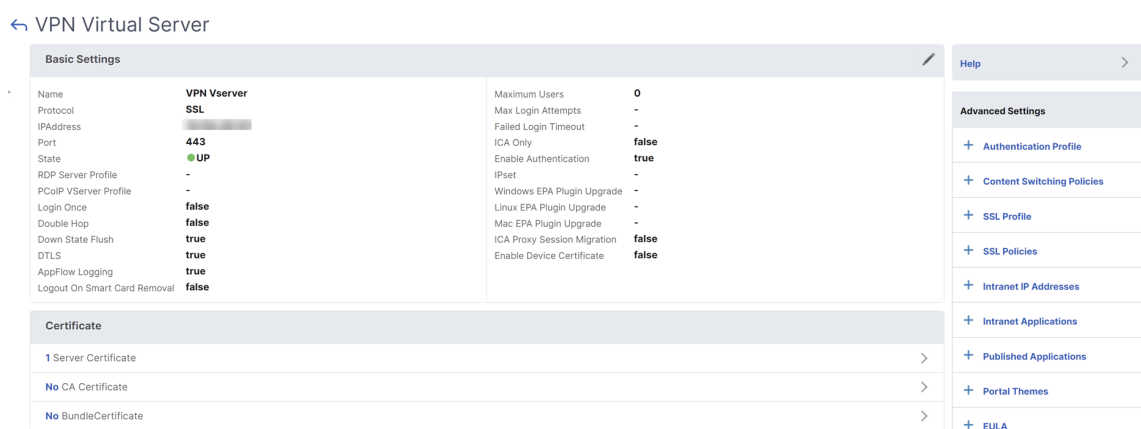 VPN Virtual Server
Basic Settings
Name VPN Vserver
Protocol SSL
IPAddress
Port 443
State UP
RDP Server Profile -
PCoIP VServer Profile -
Login Once false
Double Hop false
Down State Flush true
DTLS true
AppFlow Logging true
Logout On Smart Card Removal false
Maximum Users 0
Max Login Attempts -
Failed Login Timeout -
ICA Only false
Enable Authentication true
IPset -
Windows EPA Plugin Upgrade -
Linux EPA Plugin Upgrade -
Mac EPA Plugin Upgrade -
ICA Proxy Session Migration false
Enable Device Certificate false
Certificate
1 Server Certificate
No CA Certificate
No BundleCertificate
Help
Advanced Settings
Authentication Profile
Content Switching Policies
SSL Profile
SSL Policies
Intranet IP Addresses
Intranet Applications
Published Applications
Portal Themes
EULA